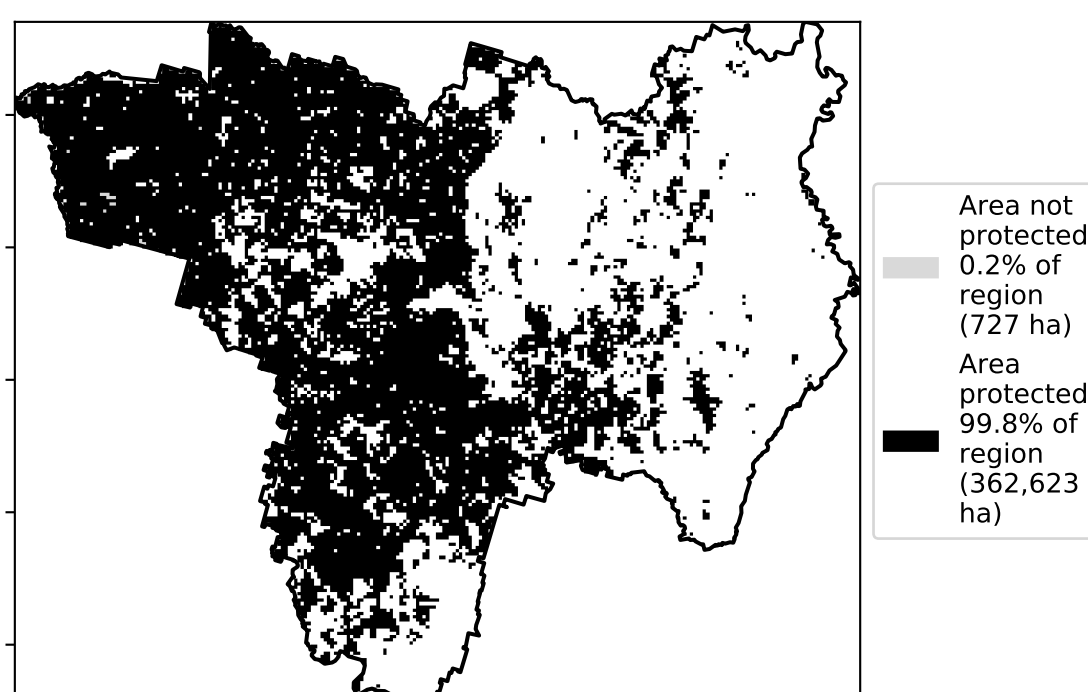 Area not
protected
0.2% of
region
(727 ha)
Area
protected
99.8% of
region
(362,623
ha)